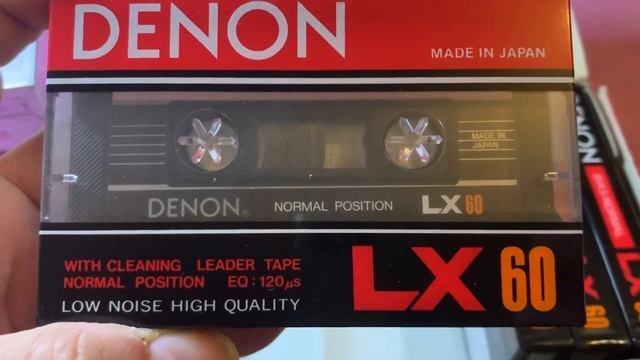 DENON
MADE IN JAPAN
MADE IN
JAPAN
DENON
NORMAL POSITION
LX 60
WITH CLEANING LEADER TAPE
NORMAL POSITION EQ : 120μs
LOW NOISE HIGH QUALITY
LX 60